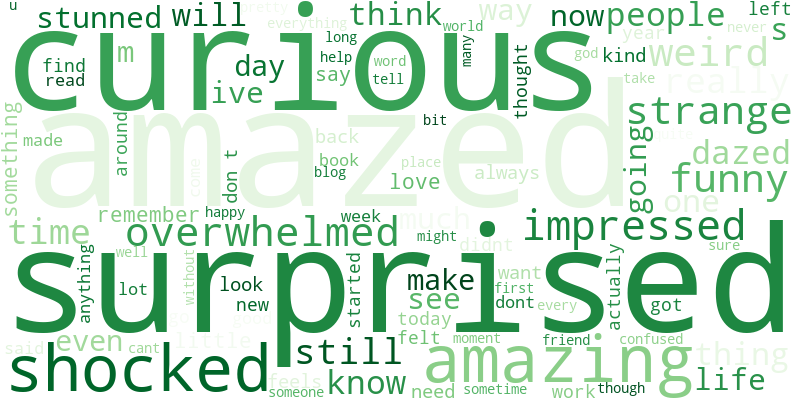 u
stunned
will
curious
everything
pretty
think
world
way
now
people
left
s
long
help
many
thought
god
year
never
kind
weird
m
find
read
day
say
word
tell
take
really
ive
amazed
bit
strange
something
made
around
don t
come
back
book
blog
place
love
always
going
dazed
funny
one
remember
happy
week
much
time
overwhelmed
might
didnt
impressed
sure
surprised
anything
well
without
lot
look
new
started
make
see
want
first
dont
every
actually
got
today
felt
moment
friend
confused
said
even
cant
little
shocked
still
feels
someone
know
need
amazing
sometime
work
though
thing
life